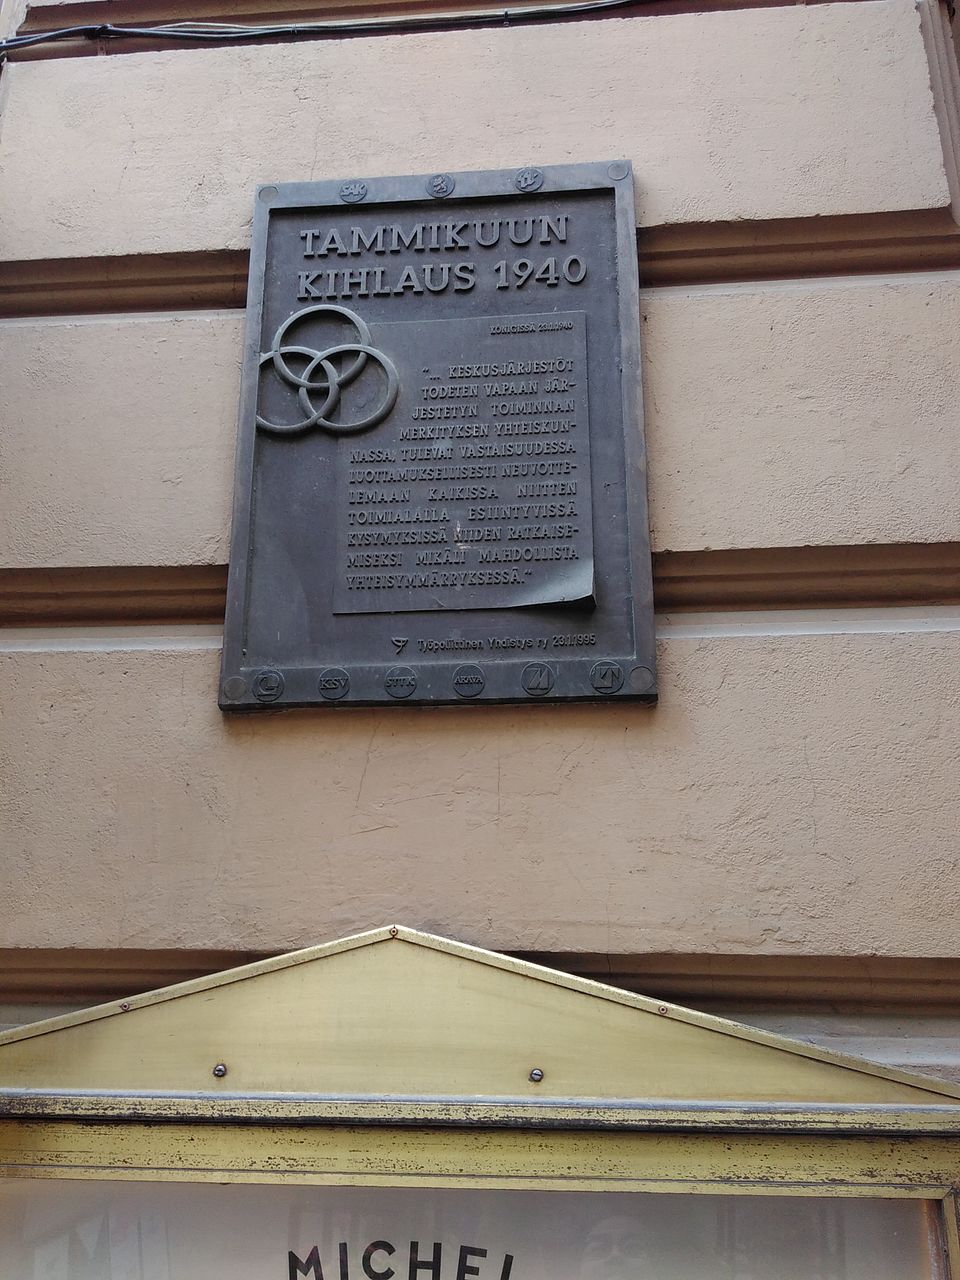 SAK
TAMMIKUUN
KIHLAUS 1940
KÖNIGISSÄ 23.1.1940
"... KESKUSJÄRJESTÖT
TODETEN VAPAAN JÄR-
JESTETYN TOIMINNAN
MERKITYKSEN YHTEISKUN-
NASSA, TULEVAT VASTAISUUDESSA
LUOTTAMUKSELLISESTI NEUVOTTE-
LEMAAN KAIKISSA NIITTEN
TOIMIALALLA ESIINTYVISSÄ
KYSYMYKSISSÄ NIIDEN RATKAISE-
MISEKSI MIKÄLI MAHDOLLISTA
YHTEISYMMÄRRYKSESSÄ."
Työpoliittinen Yhdistys ry 23.1.1995
KiSV STTK AKAVA KT
MICHEL